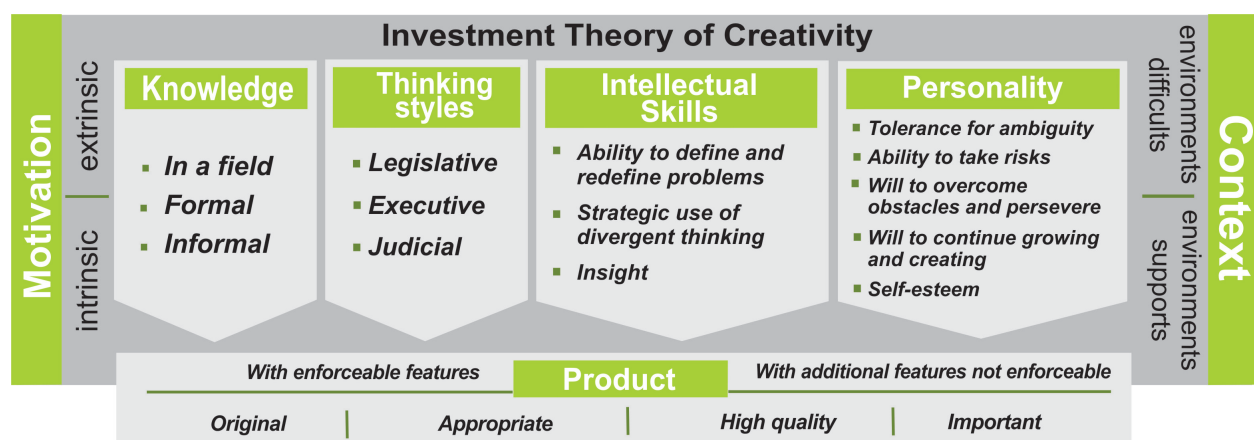 Investment Theory of Creativity
Motivation
extrinsic
intrinsic
Knowledge
In a field
Formal
Informal
Thinking
styles
Legislative
Executive
Judicial
Intellectual
Skills
Ability to define and
redefine problems
Strategic use of
divergent thinking
Insight
Personality
Tolerance for ambiguity
Ability to take risks
Will to overcome
obstacles and persevere
Will to continue growing
and creating
Self-esteem
environments
difficults
environments
supports
Context
With enforceable features
Product
With additional features not enforceable
Original
Appropriate
High quality
Important